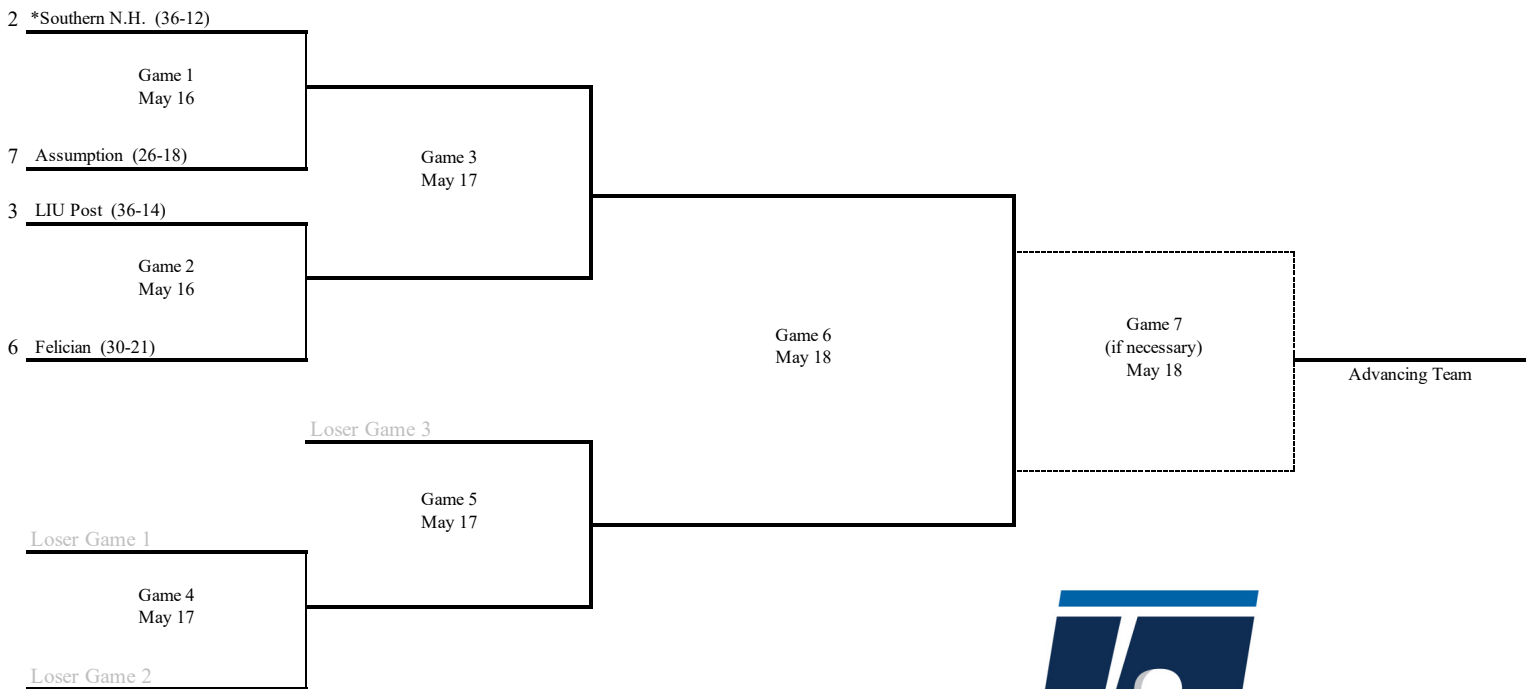 2 *Southern N.H. (36-12)
Game 1
May 16
7 Assumption (26-18)
Game 3
May 17
3 LIU Post (36-14)
Game 2
May 16
6 Felician (30-21)
Game 6
May 18
Game 7
(if necessary)
May 18
Advancing Team
Loser Game 3
Game 5
May 17
Loser Game 1
Game 4
May 17
Loser Game 2